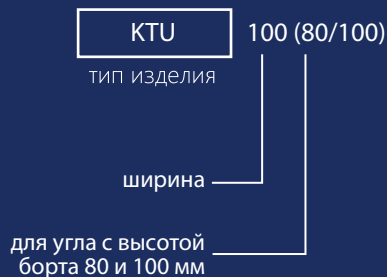 KTU 100 (80/100)
тип изделия
ширина
для угла с высотой
борта 80 и 100 мм